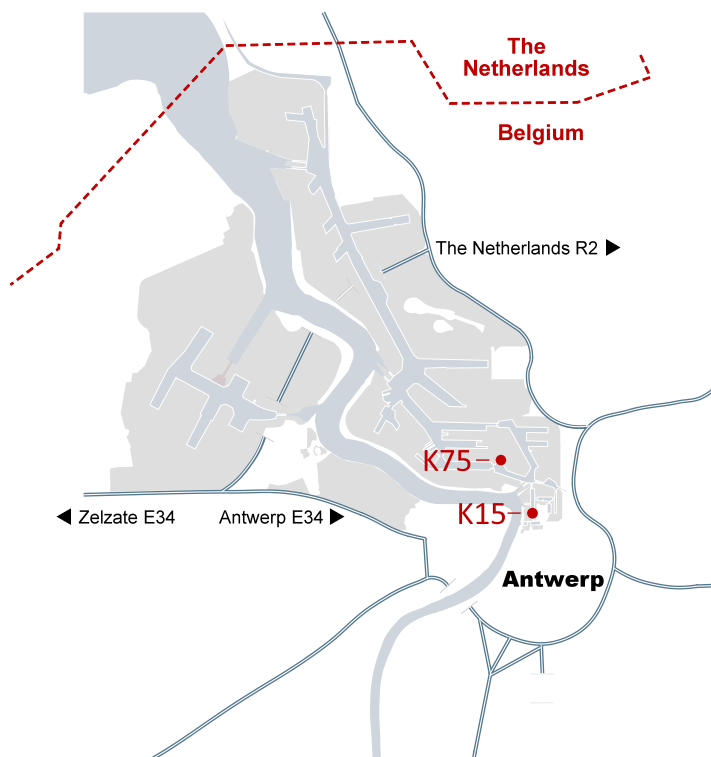 The
Netherlands
Belgium
The Netherlands R2
K75
K15
Zelzate E34
Antwerp E34
Antwerp